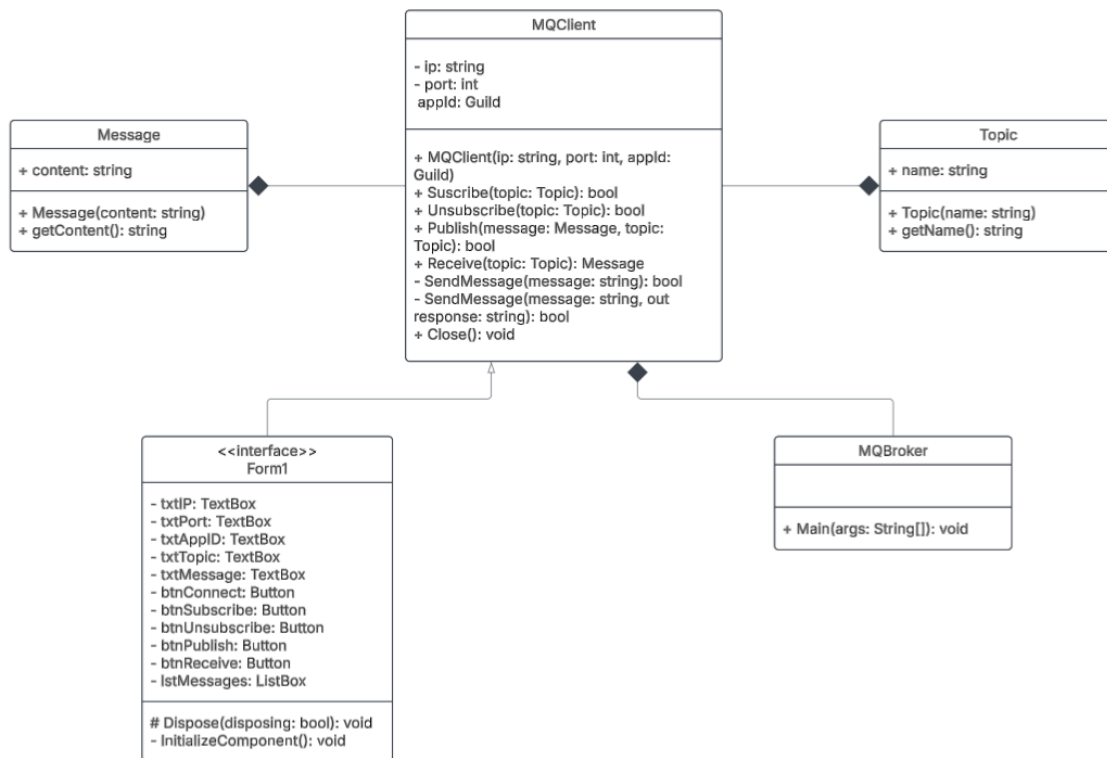 MQClient
- ip: string
- port: int
appId: Guild
+ MQClient(ip: string, port: int, appId:
Guild)
+ Suscribe(topic: Topic): bool
+ Unsubscribe(topic: Topic): bool
+ Publish(message: Message, topic:
Topic): bool
+ Receive(topic: Topic): Message
- SendMessage(message: string): bool
- SendMessage(message: string, out
response: string): bool
+ Close(): void
Message
+ content: string
+ Message(content: string)
+ getContent(): string
Topic
+ name: string
+ Topic(name: string)
+ getName(): string
<<interface>>
Form1
- txtIP: TextBox
- txtPort: TextBox
- txtAppID: TextBox
- txtTopic: TextBox
- txtMessage: TextBox
- btnConnect: Button
- btnSubscribe: Button
- btnUnsubscribe: Button
- btnPublish: Button
- btnReceive: Button
- lstMessages: ListBox
# Dispose(disposing: bool): void
- InitializeComponent(): void
MQBroker
+ Main(args: String[]): void